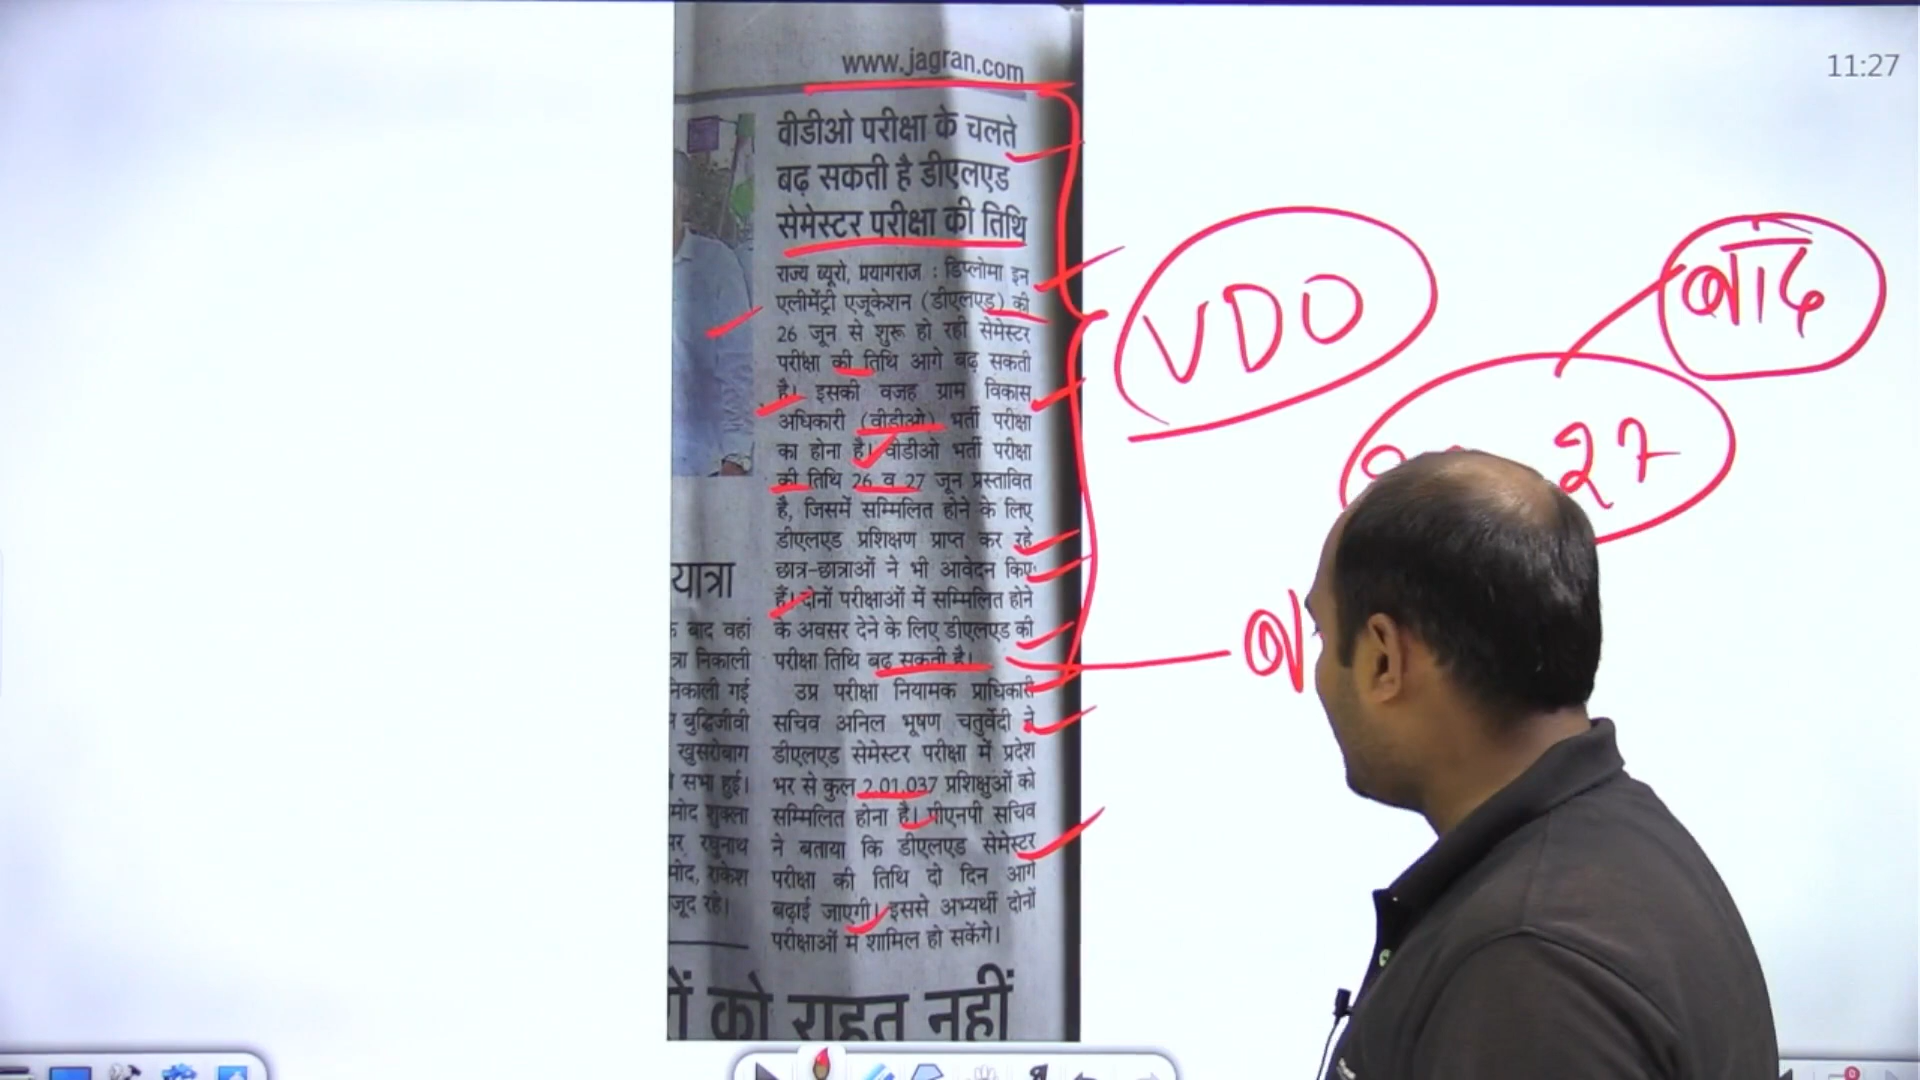 www.jagran.com
11:27
वीडीओ परीक्षा के चलते
बढ़ सकती है डीएलएड
सेमेस्टर परीक्षा की तिथि
राज्य ब्यूरो, प्रयागराज : डिप्लोमा इन
एलीमेंट्री एजूकेशन (डीएलएड) की
26 जून से शुरू हो रही सेमेस्टर
परीक्षा की तिथि आगे बढ़ सकती
है। इसकी वजह ग्राम विकास
अधिकारी (वीडीओ) भर्ती परीक्षा
का होना है। वीडीओ भर्ती परीक्षा
की तिथि 26 व 27 जून प्रस्तावित
है, जिसमें सम्मिलित होने के लिए
डीएलएड प्रशिक्षण प्राप्त कर रहे
छात्र-छात्राओं ने भी आवेदन किए
हैं। दोनों परीक्षाओं में सम्मिलित होने
के अवसर देने के लिए डीएलएड की
परीक्षा तिथि बढ़ सकती है।
उप्र परीक्षा नियामक प्राधिकारी
सचिव अनिल भूषण चतुर्वेदी ने
डीएलएड सेमेस्टर परीक्षा में प्रदेश
भर से कुल 2,01,037 प्रशिक्षुओं को
सम्मिलित होना है। पीएनपी सचिव
ने बताया कि डीएलएड सेमेस्टर
परीक्षा की तिथि दो दिन आगे
बढ़ाई जाएगी। इससे अभ्यर्थी दोनों
परीक्षाओं में शामिल हो सकेंगे।
यात्रा
बाद वहां
निकाली
निकाली गई
बुद्धिजीवी
खुसरोबाग
सभा हुई।
शुक्ला
रघुनाथ
राकेश
रहे।
को राहत नहीं
VDO
बाद
27